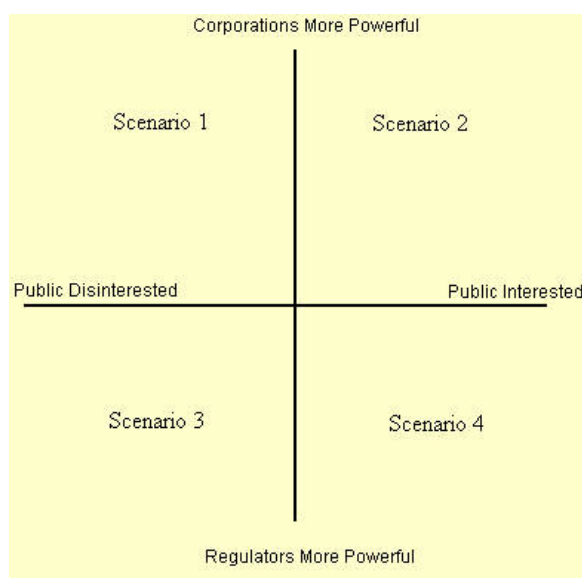 Corporations More Powerful
Scenario 1
Scenario 2
Public Disinterested
Public Interested
Scenario 3
Scenario 4
Regulators More Powerful